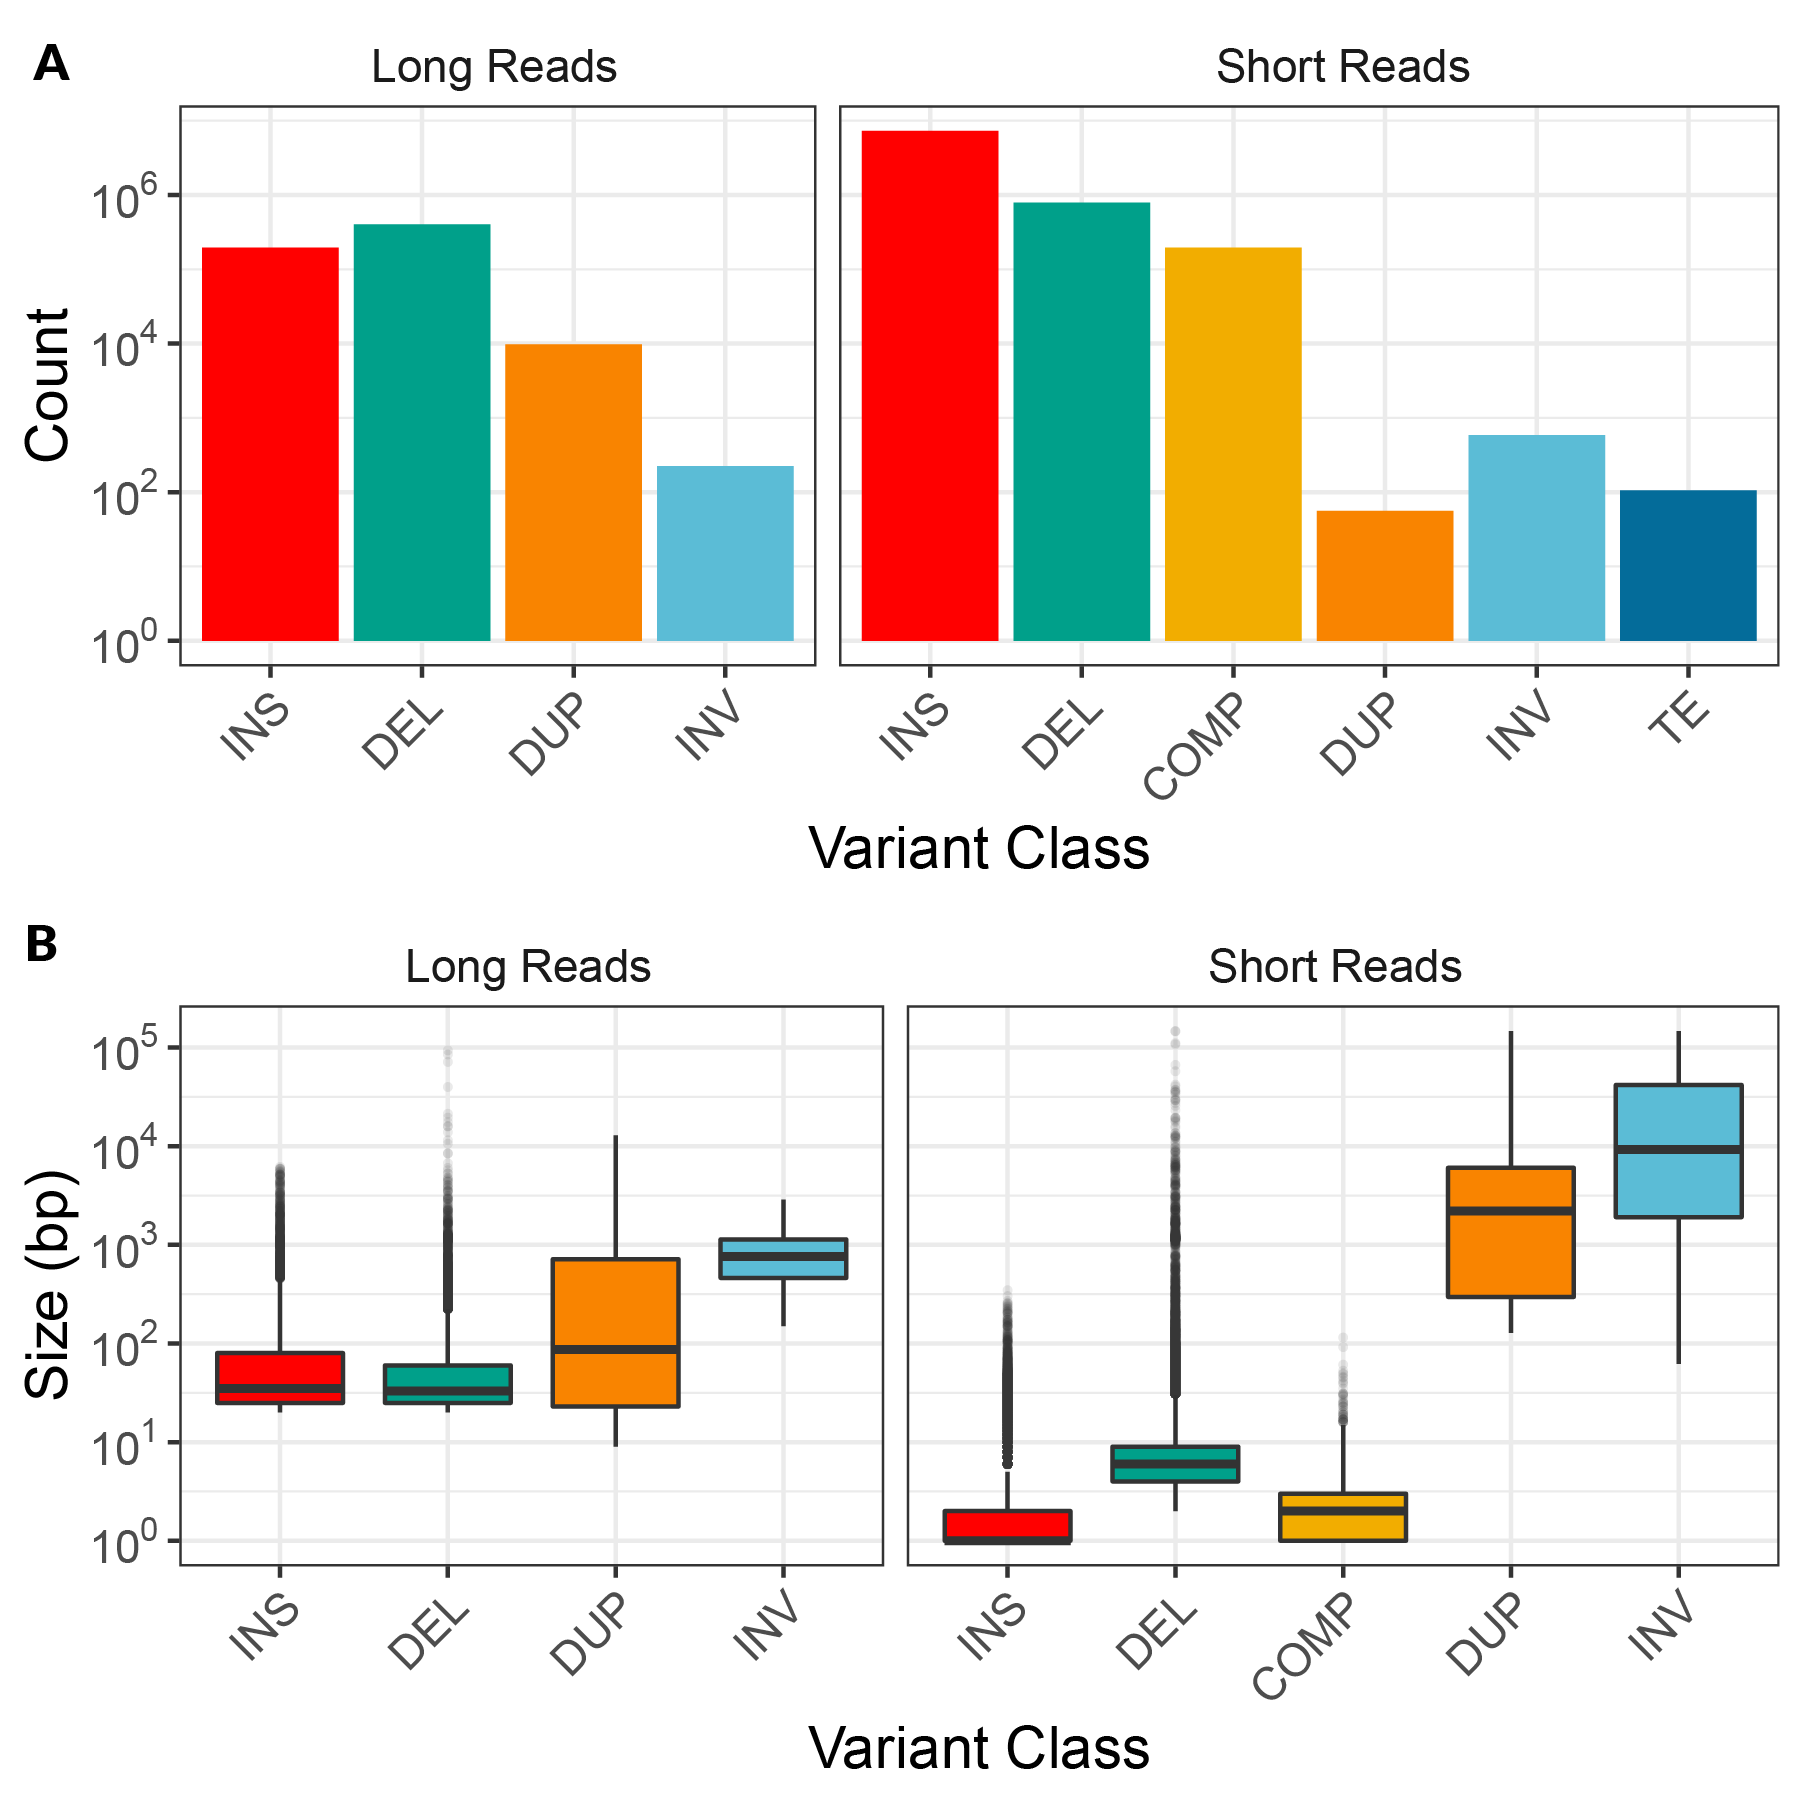 A
Long Reads
Short Reads
Count
10^6
10^4
10^2
10^0
INS
DEL
DUP
INV
INS
DEL
COMP
DUP
INV
TE
Variant Class
B
Long Reads
Short Reads
Size (bp)
10^5
10^4
10^3
10^2
10^1
10^0
INS
DEL
DUP
INV
INS
DEL
COMP
DUP
INV
Variant Class